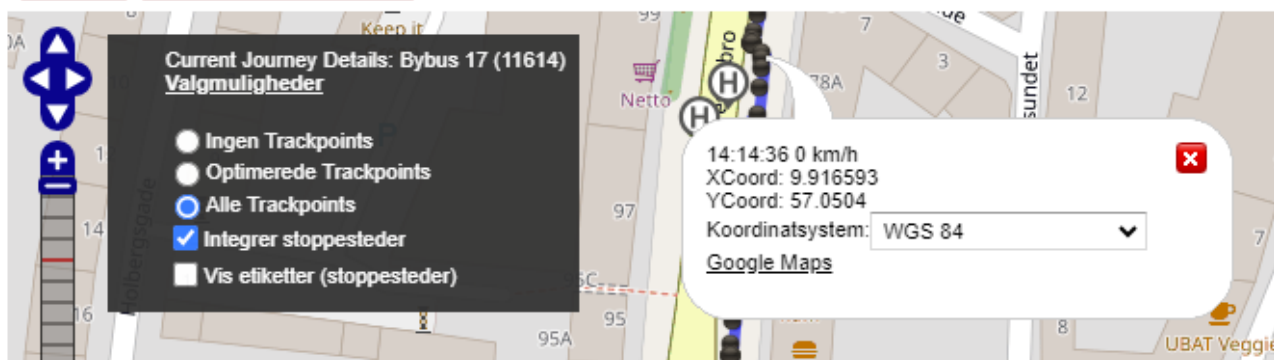 99
7
Keep it
Current Journey Details: Bybus 17 (11614)
Valgmuligheder
3
Netto
bro
78A
sundet
12
Ingen Trackpoints
Optimerede Trackpoints
Alle Trackpoints
Integrer stoppesteder
Vis etiketter (stoppesteder)
H
H
P
14:14:36 0 km/h
XCoord: 9.916593
YCoord: 57.0504
Koordinatsystem: WGS 84
Google Maps
Holbergsgade
14
97
7
95C
16
95
95A
8
UBAT Veggie